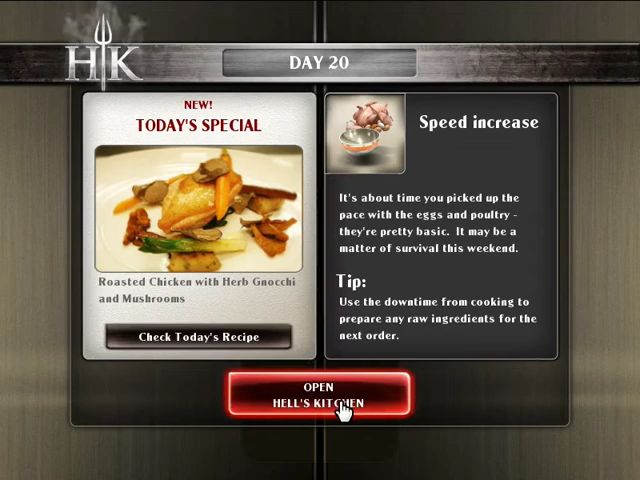 HK
DAY 20
NEW!
TODAY'S SPECIAL
Roasted Chicken with Herb Gnocchi
and Mushrooms
Check Today's Recipe
Speed increase
It's about time you picked up the
pace with the eggs and poultry -
they're pretty basic. It may be a
matter of survival this weekend.
Tip:
Use the downtime from cooking to
prepare any raw ingredients for the
next order.
OPEN
HELL'S KITCHEN